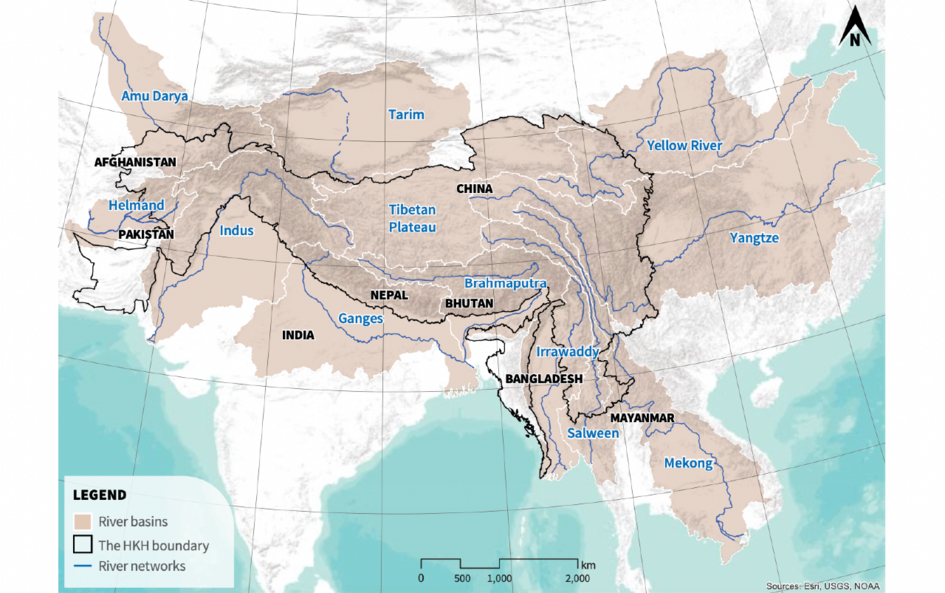 N
Amu Darya
Tarim
Yellow River
AFGHANISTAN
CHINA
Helmand
Tibetan
Plateau
PAKISTAN
Indus
Yangtze
Brahmaputra
NEPAL
BHUTAN
Ganges
INDIA
Irrawaddy
BANGLADESH
MAYANMAR
Salween
Mekong
LEGEND
River basins
The HKH boundary
River networks
km
0 500 1,000 2,000
Sources: Esri, USGS, NOAA